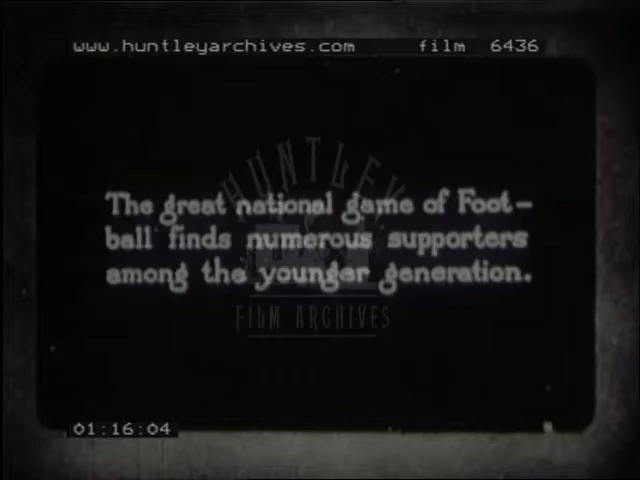 www.huntleyarchives.com film 6436
HUNTLEY
The great national game of Foot-
ball finds numerous supporters
among the younger generation.
FILM ARCHIVES
01:16:04